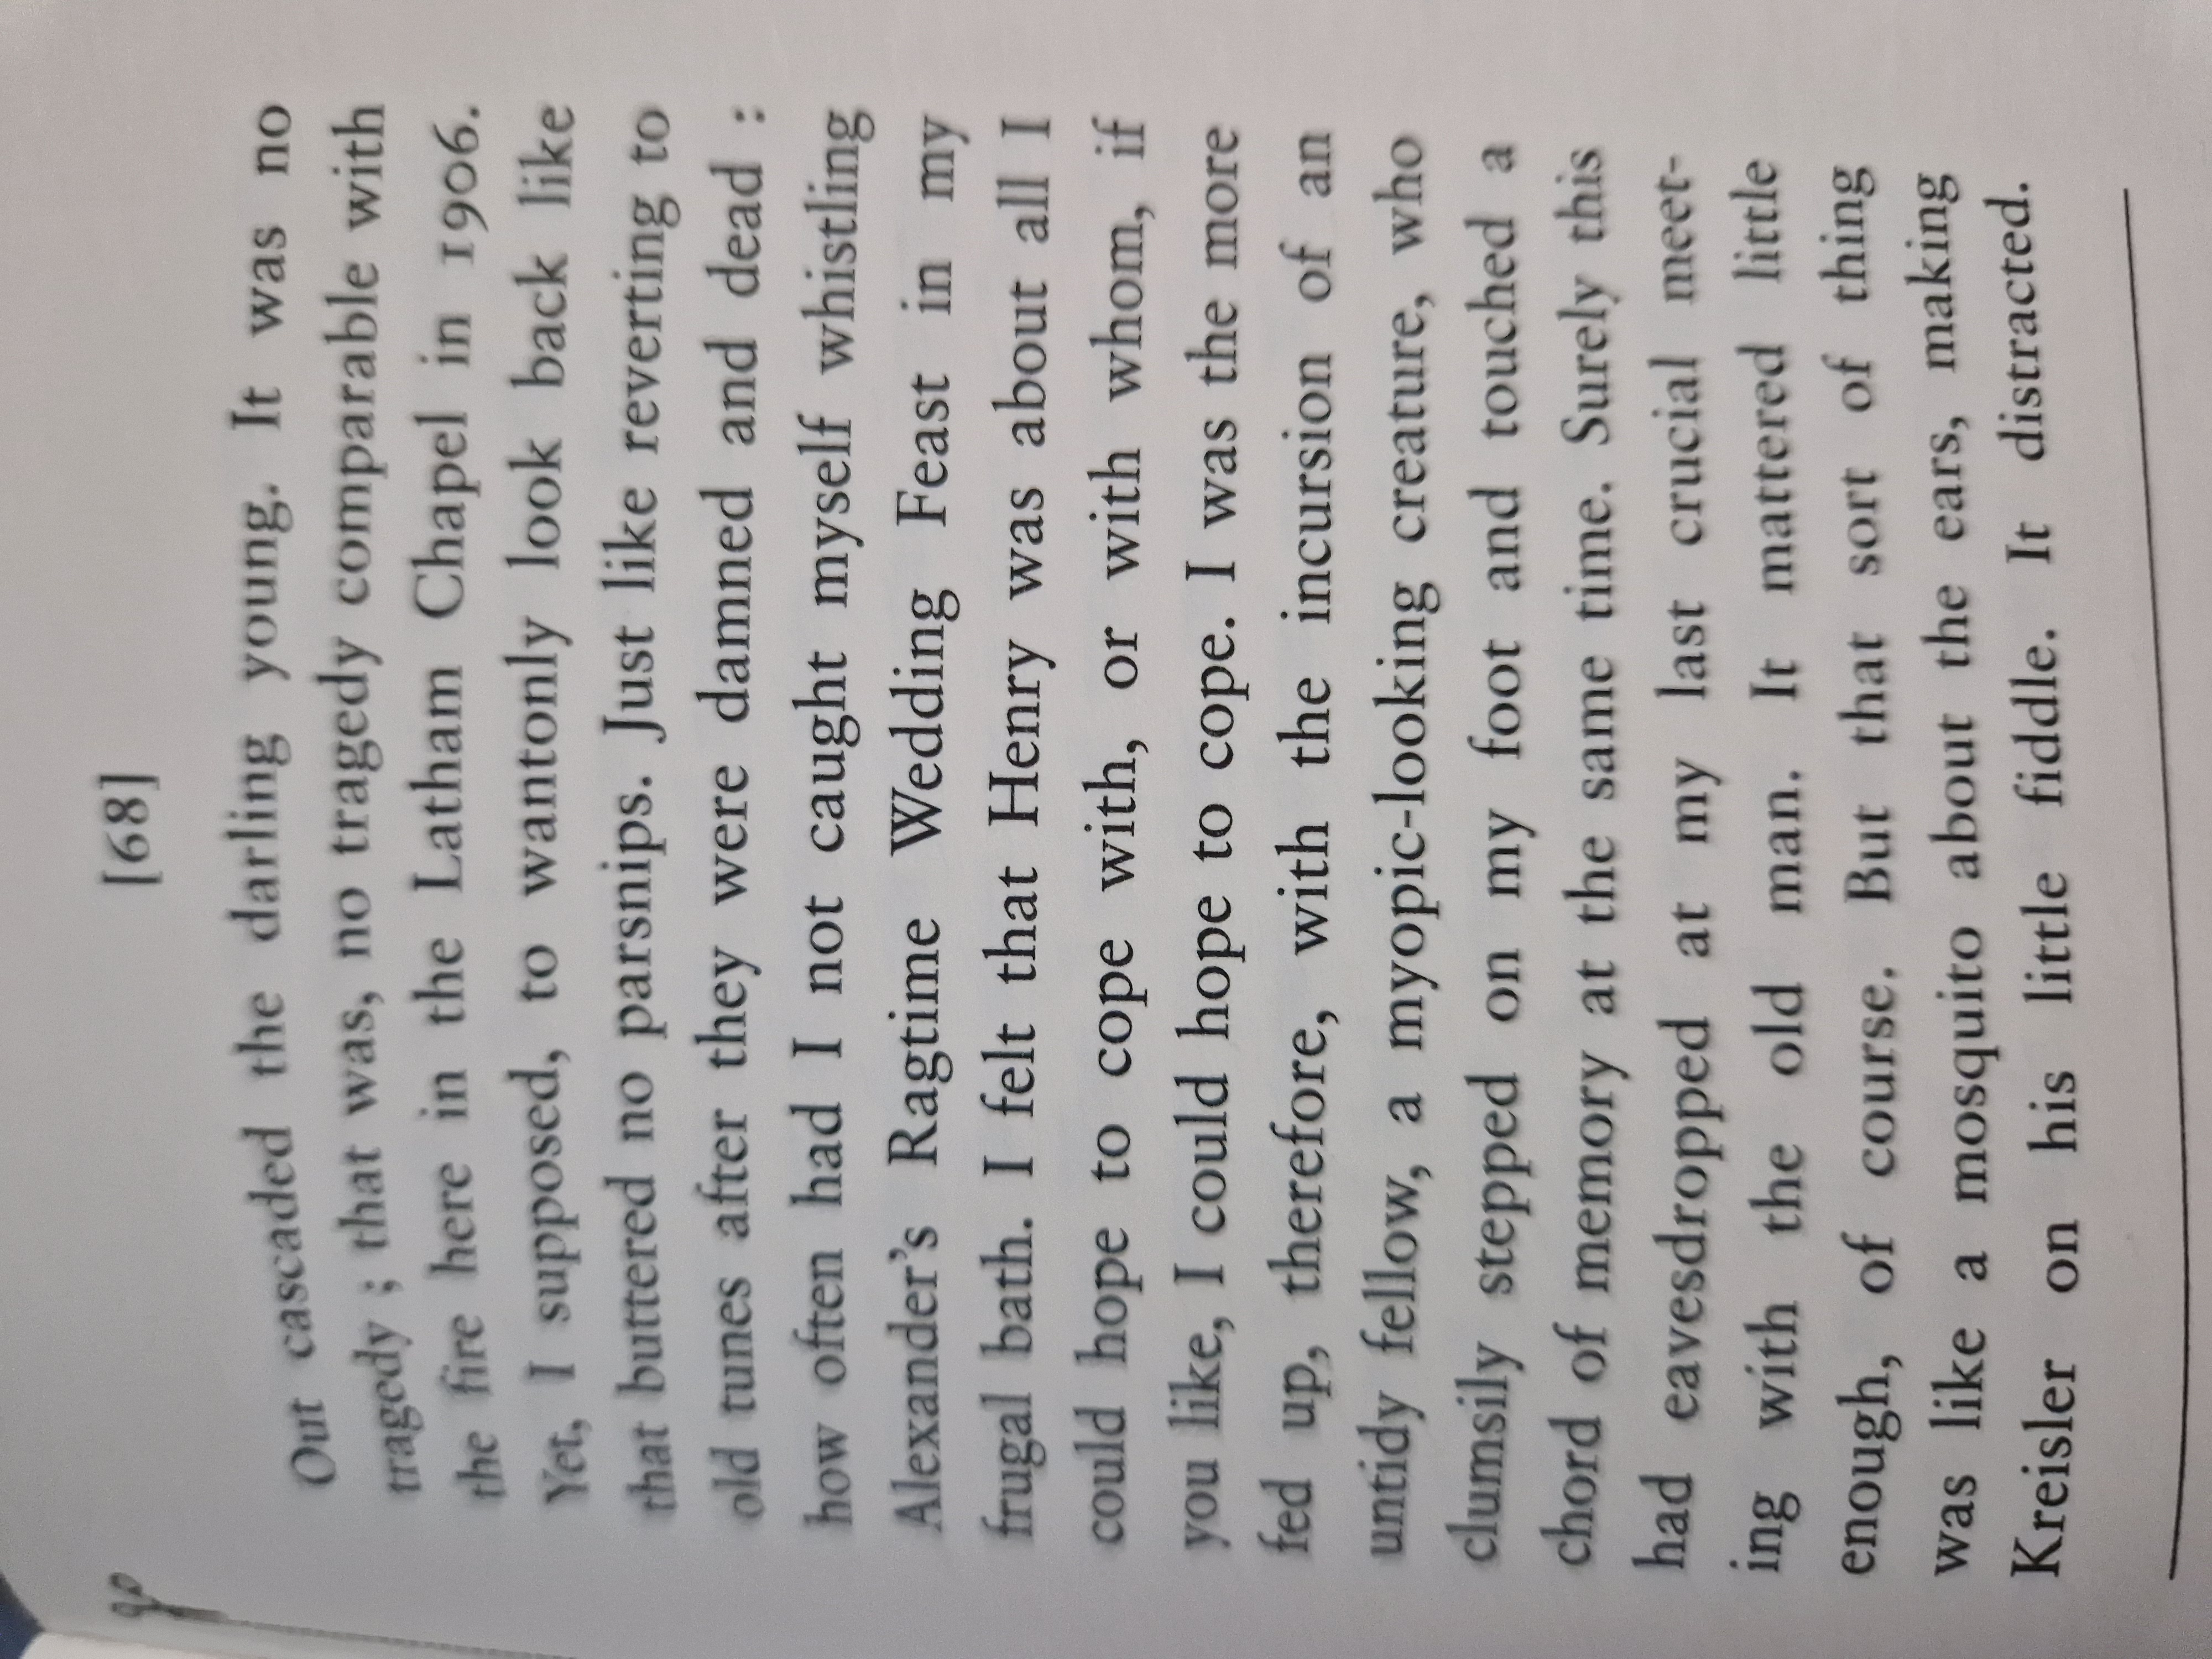 [68]
Out cascaded the darling young. It was no
tragedy ; that was, no tragedy comparable with
the fire here in the Latham Chapel in 1906.
Yet, I supposed, to wantonly look back like
that buttered no parsnips. Just like reverting to
old tunes after they were damned and dead :
how often had I not caught myself whistling
Alexander's Ragtime Wedding Feast in my
frugal bath. I felt that Henry was about all I
could hope to cope with, or with whom, if
you like, I could hope to cope. I was the more
fed up, therefore, with the incursion of an
untidy fellow, a myopic-looking creature, who
clumsily stepped on my foot and touched a
chord of memory at the same time. Surely this
had eavesdropped at my last crucial meet-
ing with the old man. It mattered little
enough, of course. But that sort of thing
was like a mosquito about the ears, making
Kreisler on his little fiddle. It distracted.